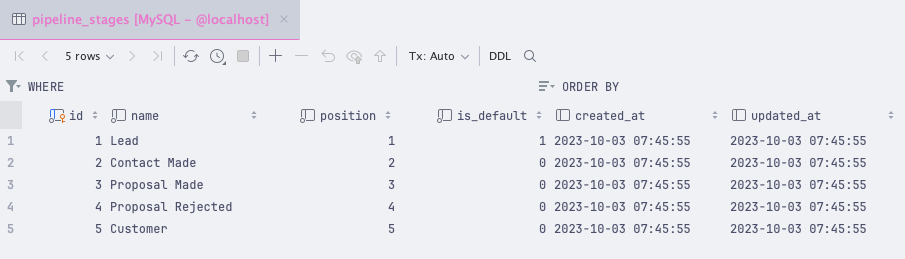 pipeline_stages [MySQL – @localhost]
5 rows Tx: Auto DDL
WHERE ORDER BY
id name position is_default created_at updated_at
1 1 Lead 1 1 2023-10-03 07:45:55 2023-10-03 07:45:55
2 2 Contact Made 2 0 2023-10-03 07:45:55 2023-10-03 07:45:55
3 3 Proposal Made 3 0 2023-10-03 07:45:55 2023-10-03 07:45:55
4 4 Proposal Rejected 4 0 2023-10-03 07:45:55 2023-10-03 07:45:55
5 5 Customer 5 0 2023-10-03 07:45:55 2023-10-03 07:45:55